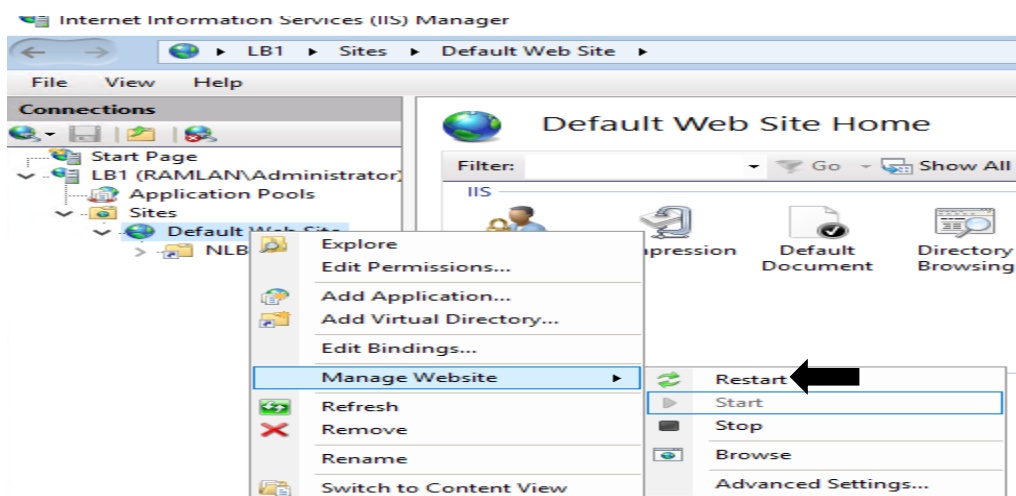 Internet Information Services (IIS) Manager
LB1 Sites Default Web Site
File View Help
Connections
Start Page
LB1 (RAMLAN\Administrator)
Application Pools
Sites
Default Web Site
NLB
Default Web Site Home
Filter: Go Show All
IIS
Default Document
Directory Browsing
Explore
Edit Permissions...
Add Application...
Add Virtual Directory...
Edit Bindings...
Manage Website
Refresh
Remove
Rename
Switch to Content View
Restart
Start
Stop
Browse
Advanced Settings...